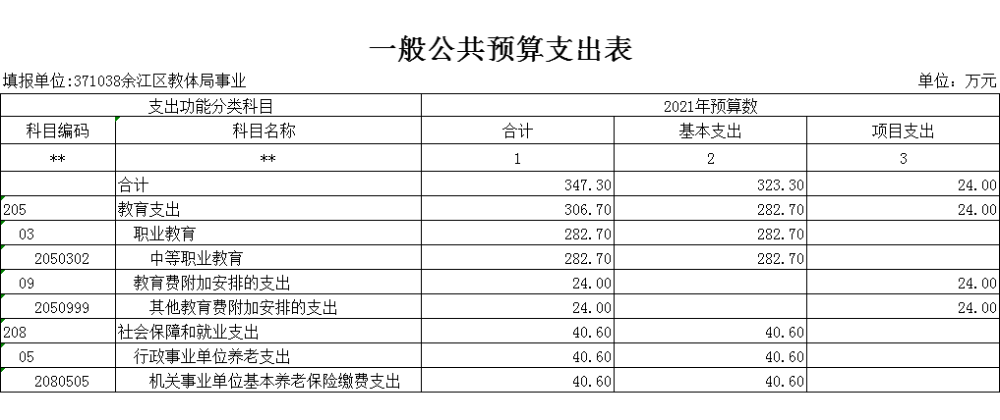 一般公共预算支出表
填报单位:371038余江区教体局事业 单位：万元
支出功能分类科目 2021年预算数
科目编码 科目名称 合计 基本支出 项目支出
** ** 1 2 3
合计 347.30 323.30 24.00
205 教育支出 306.70 282.70 24.00
03 职业教育 282.70 282.70
2050302 中等职业教育 282.70 282.70
09 教育费附加安排的支出 24.00 24.00
2050999 其他教育费附加安排的支出 24.00 24.00
208 社会保障和就业支出 40.60 40.60
05 行政事业单位养老支出 40.60 40.60
2080505 机关事业单位基本养老保险缴费支出 40.60 40.60